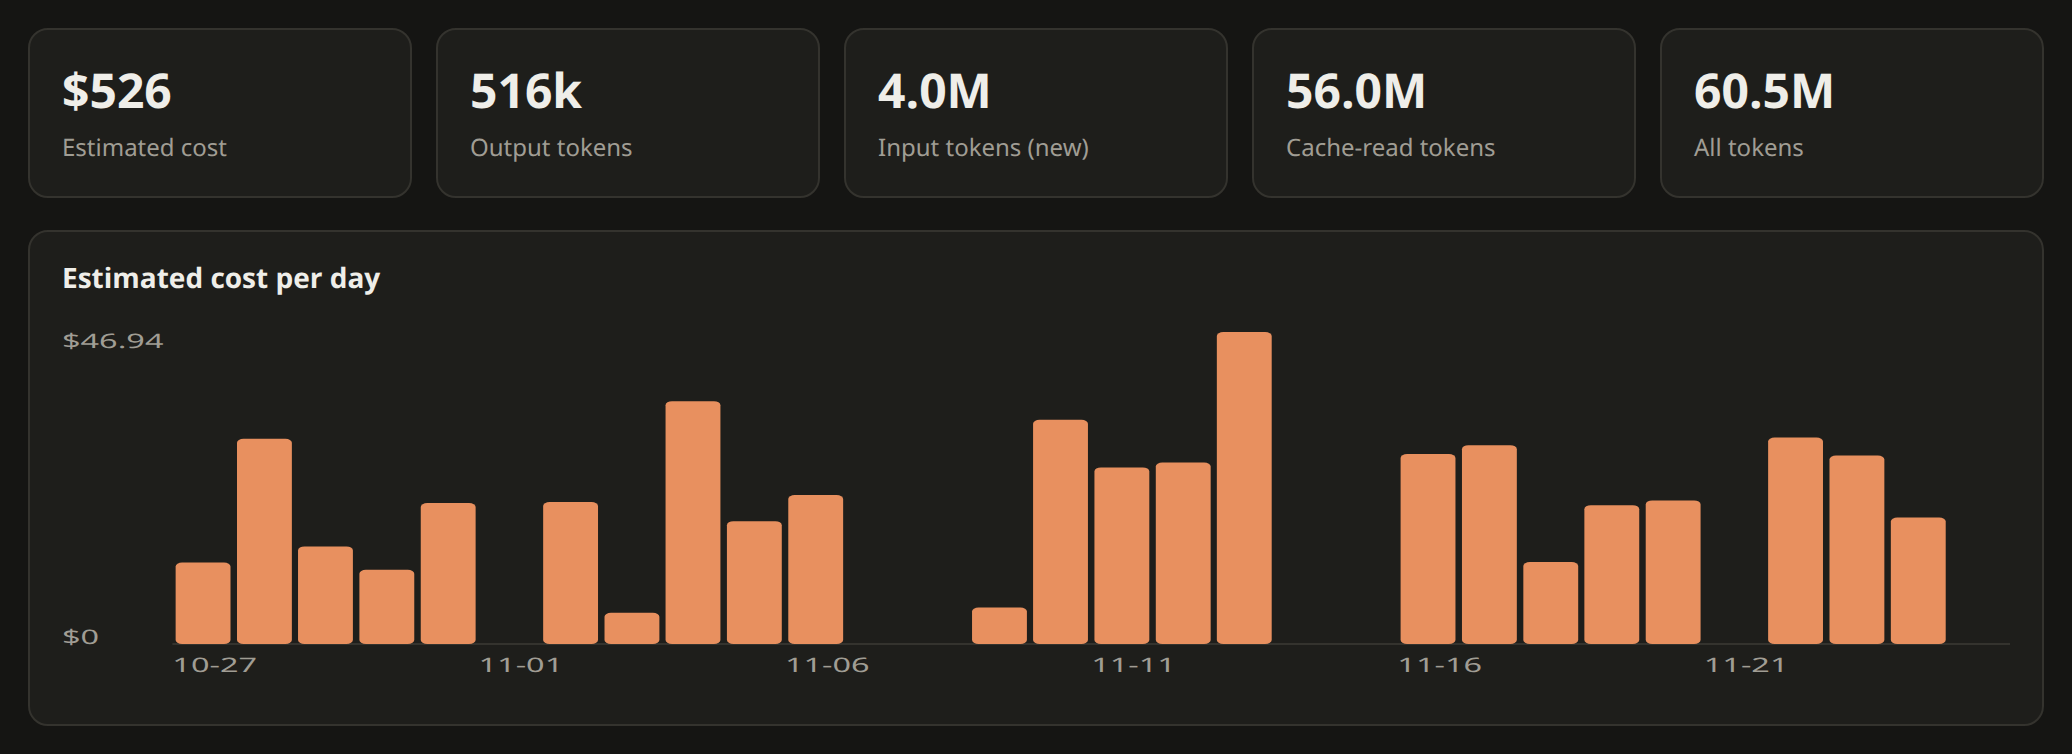 $526
Estimated cost
516k
Output tokens
4.0M
Input tokens (new)
56.0M
Cache-read tokens
60.5M
All tokens
Estimated cost per day
$46.94
$0
10-27
11-01
11-06
11-11
11-16
11-21